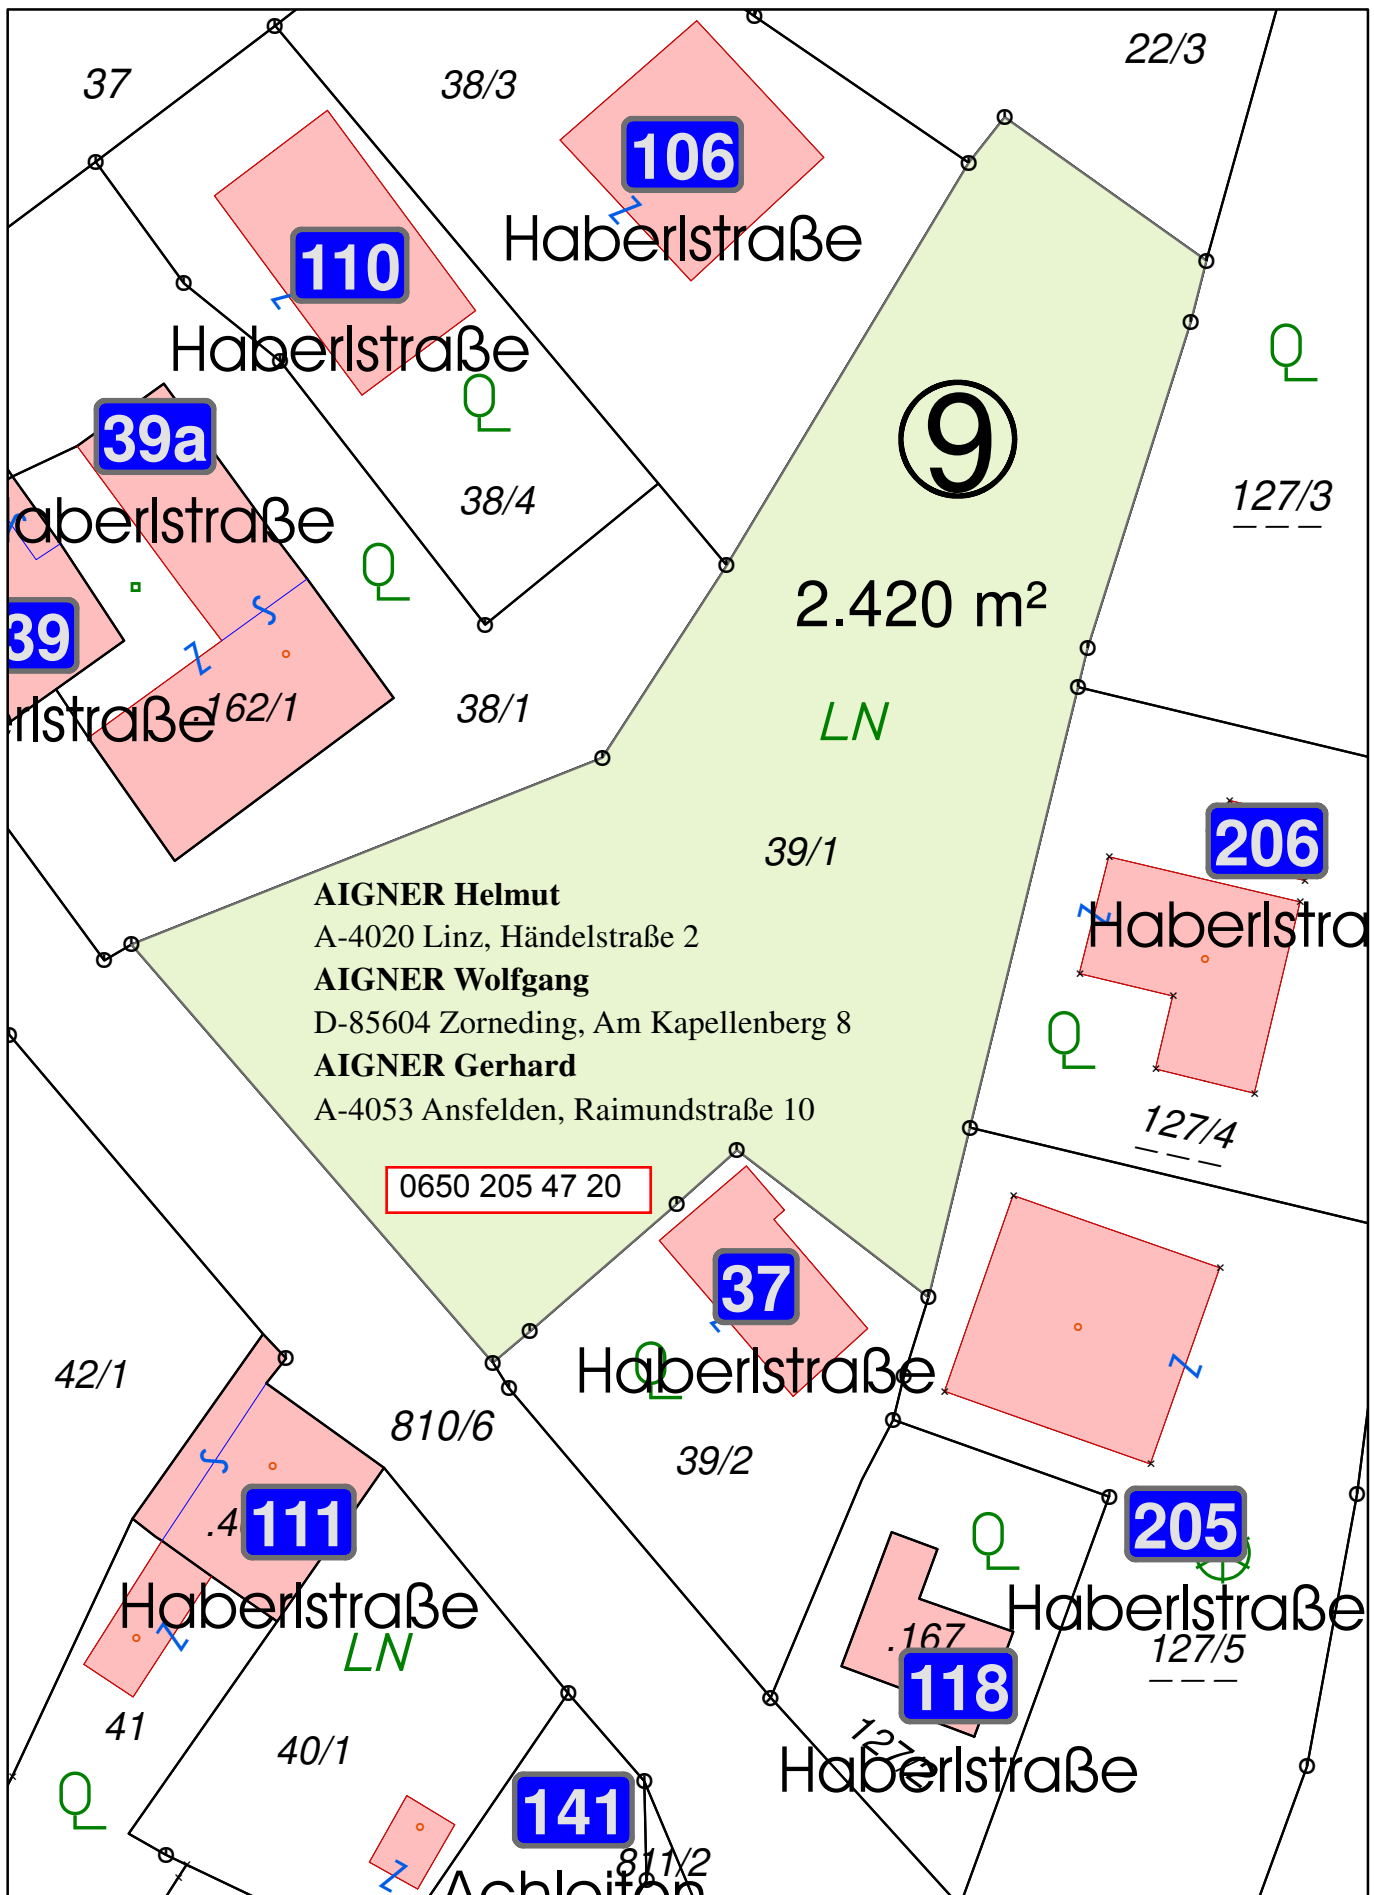 22/3
37
38/3
106
Haberlstraße
110
Haberlstraße
9
39a
38/4
127/3
aberlstraße
2.420 m²
39
.162/1
38/1
rlstraße
LN
206
39/1
AIGNER Helmut
Haberlstra
A-4020 Linz, Händelstraße 2
AIGNER Wolfgang
D-85604 Zorneding, Am Kapellenberg 8
AIGNER Gerhard
A-4053 Ansfelden, Raimundstraße 10
127/4
0650 205 47 20
37
Haberlstraße
42/1
810/6
39/2
111
205
Haberlstraße
Haberlstraße
.167
LN
127/5
118
41
40/1
Haberlstraße
141
811/2
Achleiten